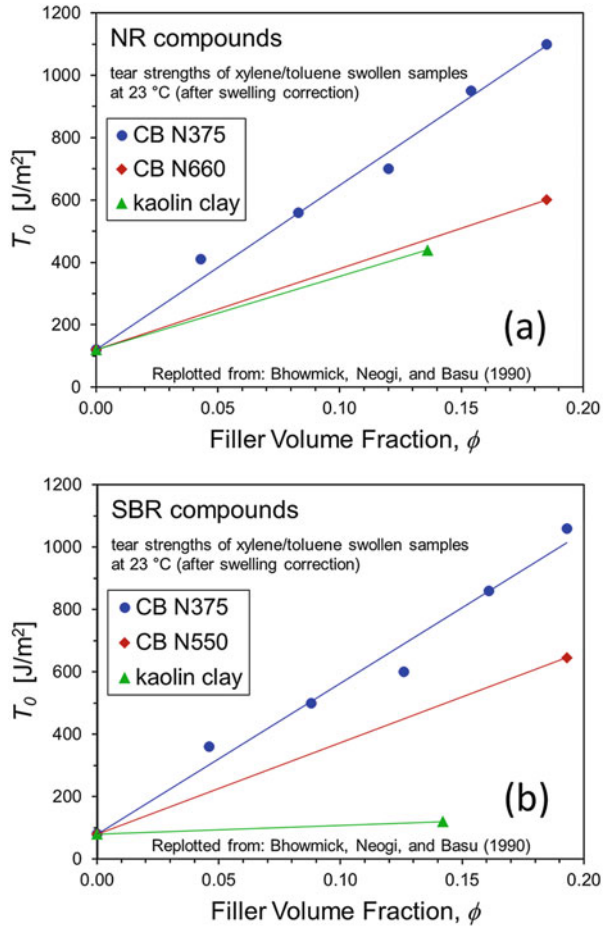 1200
NR compounds
1000
tear strengths of xylene/toluene swollen samples
at 23 °C (after swelling correction)
800
CB N375
CB N660
kaolin clay
600
T0 [J/m²]
400
200
(a)
Replotted from: Bhowmick, Neogi, and Basu (1990)
0
0.00 0.05 0.10 0.15 0.20
Filler Volume Fraction, ϕ
1200
SBR compounds
1000
tear strengths of xylene/toluene swollen samples
at 23 °C (after swelling correction)
800
CB N375
CB N550
kaolin clay
600
T0 [J/m²]
400
200
(b)
Replotted from: Bhowmick, Neogi, and Basu (1990)
0
0.00 0.05 0.10 0.15 0.20
Filler Volume Fraction, ϕ